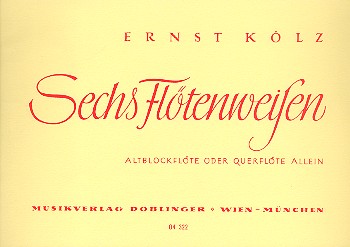 ERNST KÖLZ
Sechs Flötenweisen
ALTBLOCKFLÖTE ODER QUERFLÖTE ALLEIN
MUSIKVERLAG DOBLINGER · WIEN-MÜNCHEN
04 322